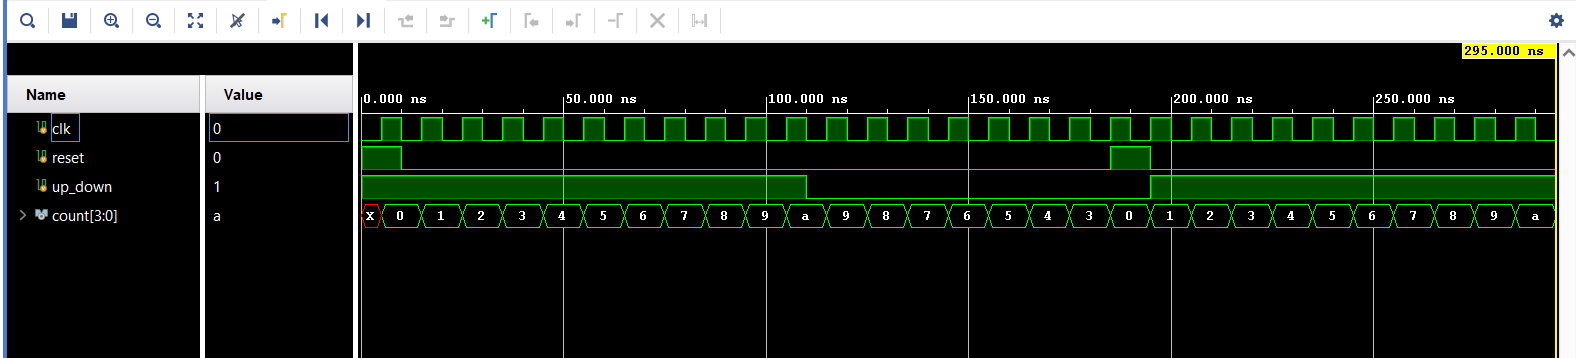 295.000 ns
Name Value
0.000 ns 50.000 ns 100.000 ns 150.000 ns 200.000 ns 250.000 ns
clk 0
reset 0
up_down 1
count[3:0] a X 0 1 2 3 4 5 6 7 8 9 a 9 8 7 6 5 4 3 0 1 2 3 4 5 6 7 8 9 a